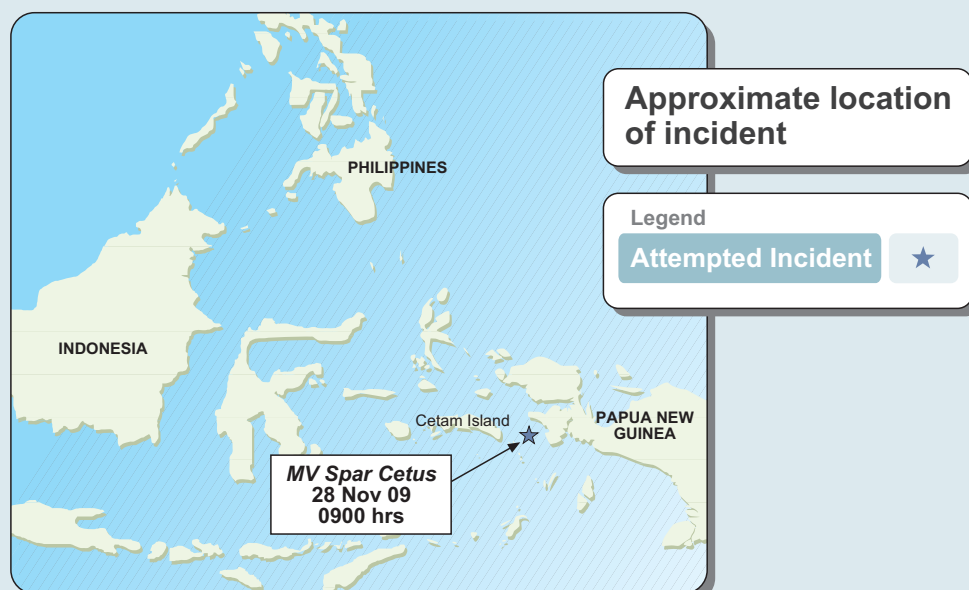 Approximate location
of incident
Legend
Attempted Incident
PHILIPPINES
INDONESIA
Cetam Island
PAPUA NEW
GUINEA
MV Spar Cetus
28 Nov 09
0900 hrs